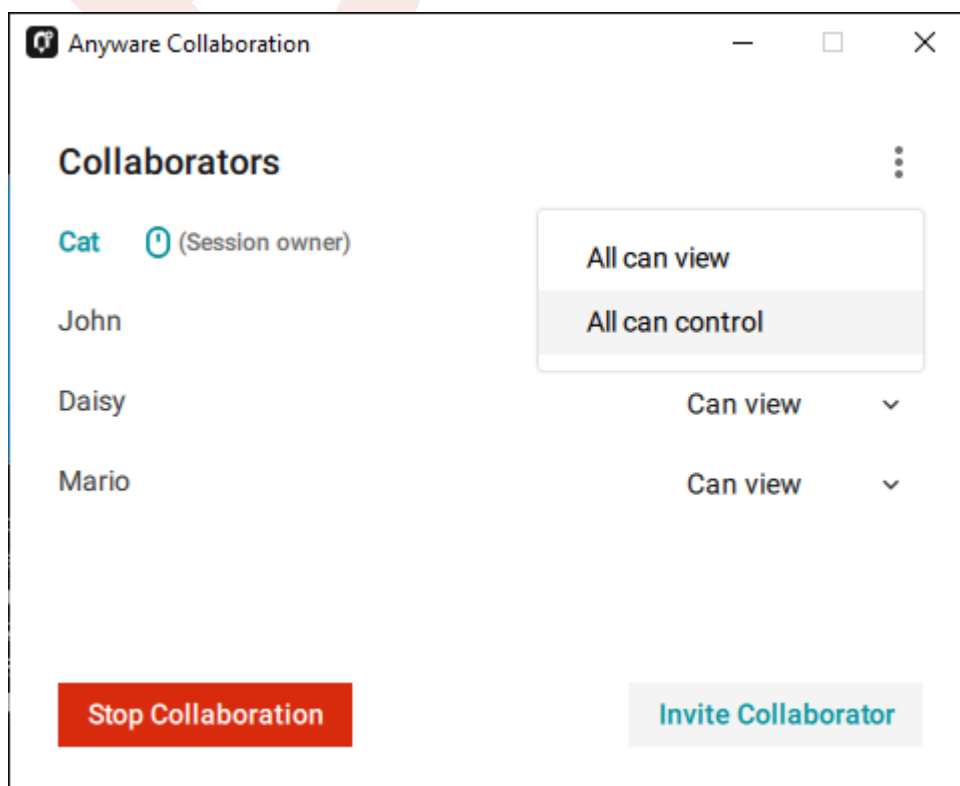 Anyware Collaboration
Collaborators
Cat (Session owner)
All can view
John
All can control
Daisy
Can view
Mario
Can view
Stop Collaboration
Invite Collaborator